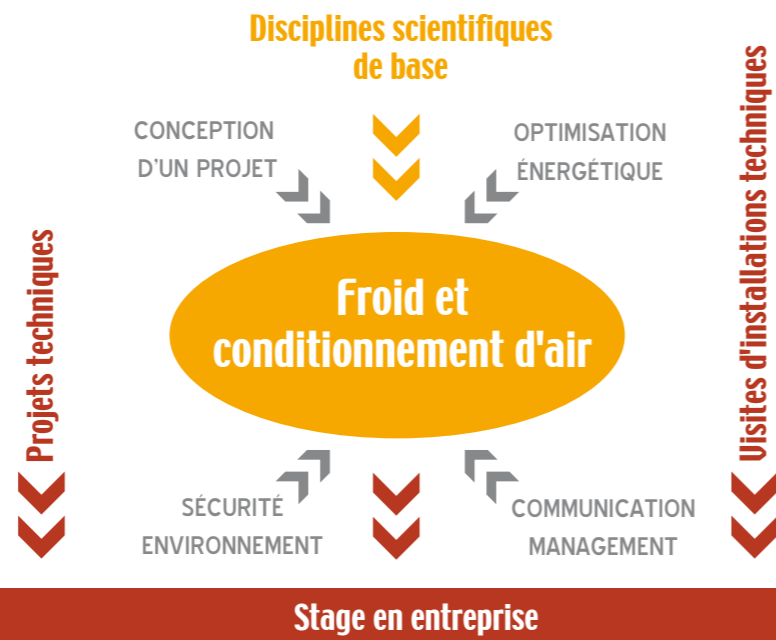 Disciplines scientifiques
de base
CONCEPTION
D'UN PROJET
OPTIMISATION
ÉNERGÉTIQUE
Projets techniques
Visites d'installations techniques
Froid et
conditionnement d'air
SÉCURITÉ
ENVIRONNEMENT
COMMUNICATION
MANAGEMENT
Stage en entreprise